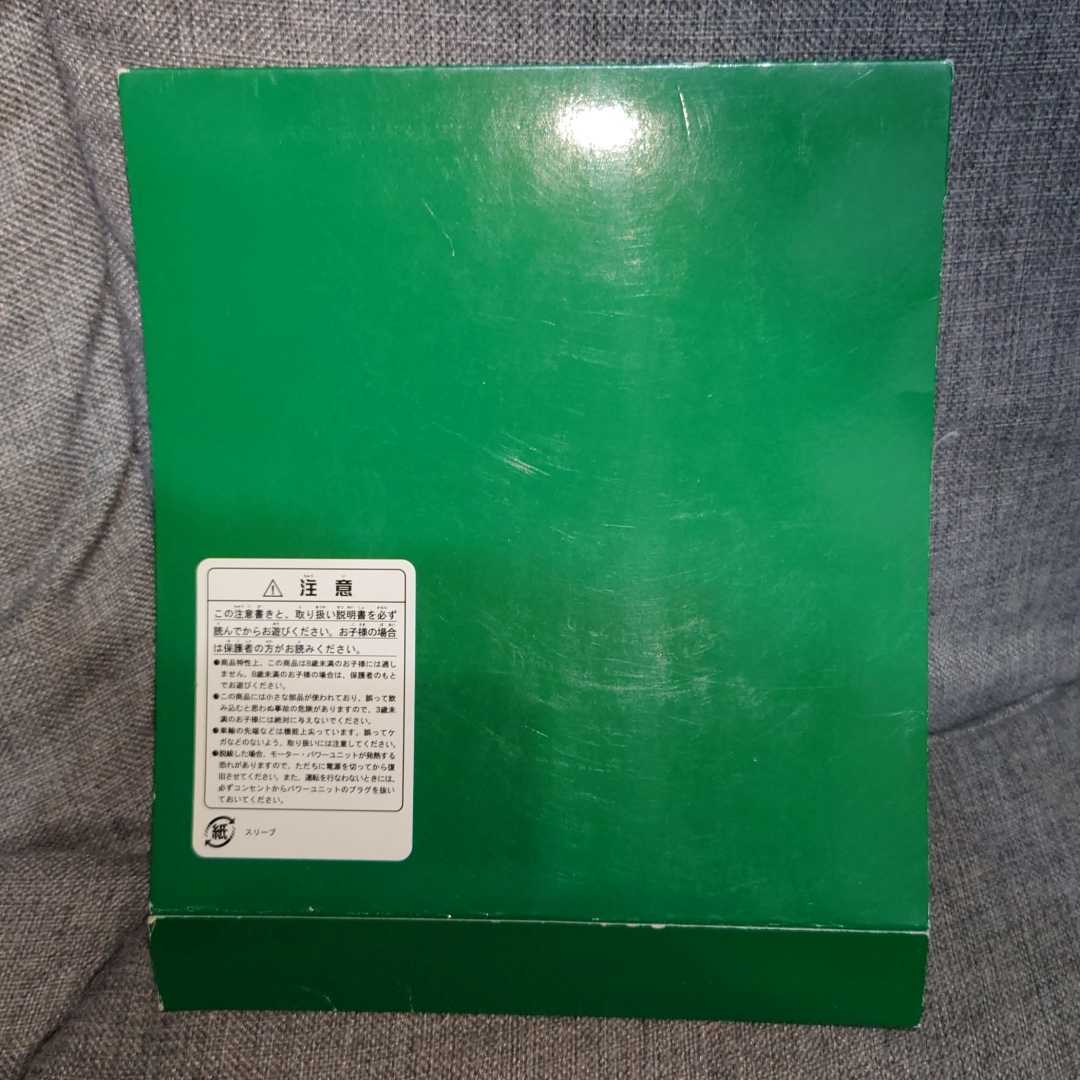 ⚠ 注意
この注意書きと、取り扱い説明書を必ず
読んでからお遊びください。お子様の場合
は保護者の方がお読みください。
●商品特性上、この商品は8歳未満のお子様には適し
ません。8歳未満のお子様の場合は、保護者のもと
でお遊びください。
●この商品には小さな部品が使われており、誤って飲
み込むと思わぬ事故の危険がありますので、3歳未
満のお子様には絶対に与えないでください。
●車輪の先端などは機能上尖っています。誤ってケ
ガなどのないよう、取り扱いには注意してください。
●脱線した場合、モーター・パワーユニットが発熱する
恐れがありますので、ただちに電源を切ってから復
旧させてください。また、運転を行なわないときには、
必ずコンセントからパワーユニットのプラグを抜い
ておいてください。
紙 スリーブ